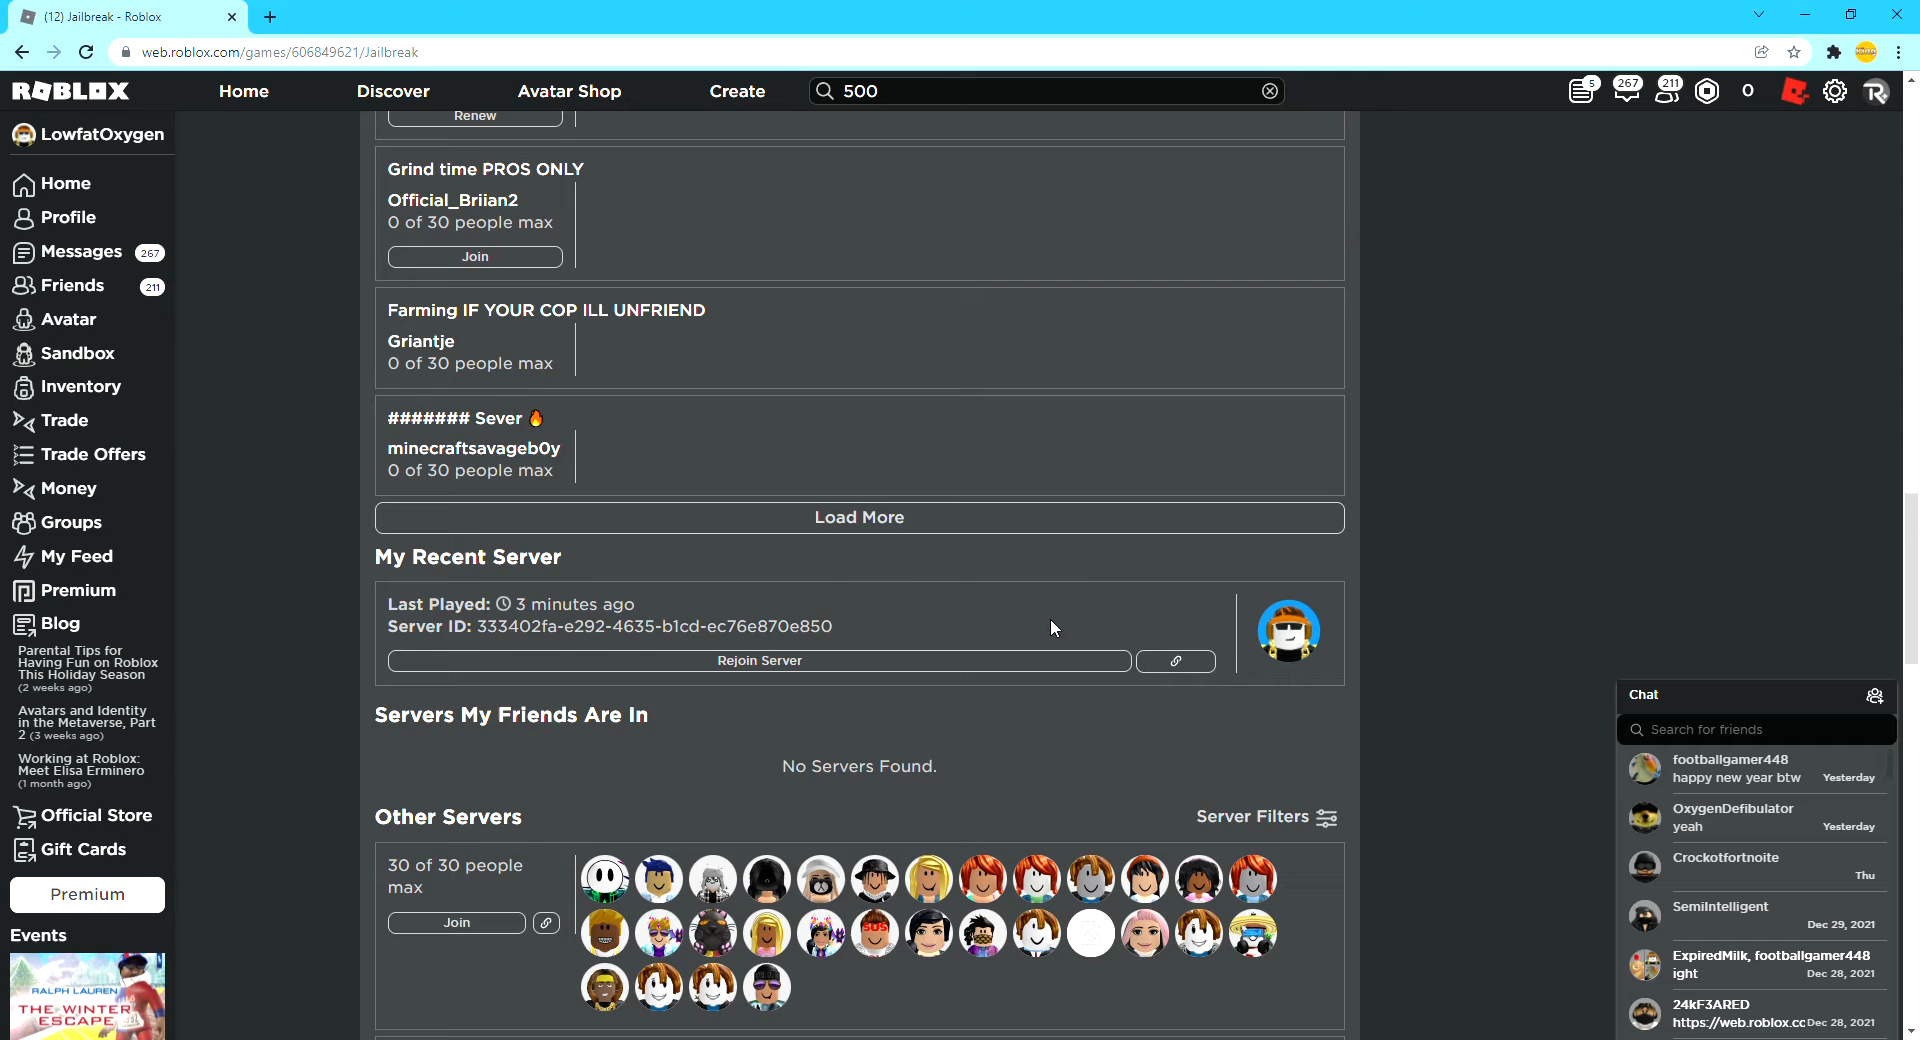 (12) Jailbreak - Roblox
web.roblox.com/games/606849621/Jailbreak
ROBLOX
Home
Discover
Avatar Shop
Create
500
5
267
211
0
LowfatOxygen
Home
Profile
Messages 267
Friends 211
Avatar
Sandbox
Inventory
Trade
Trade Offers
Money
Groups
My Feed
Premium
Blog
Parental Tips for
Having Fun on Roblox
This Holiday Season
(2 weeks ago)
Avatars and Identity
in the Metaverse, Part
2 (3 weeks ago)
Working at Roblox:
Meet Elisa Erminero
(1 month ago)
Official Store
Gift Cards
Premium
Events
RALPH LAUREN
THE WINTER
ESCAPE
Renew
Grind time PROS ONLY
Official_Briian2
0 of 30 people max
Join
Farming IF YOUR COP ILL UNFRIEND
Griantje
0 of 30 people max
####### Sever 🔥
minecraftsavageb0y
0 of 30 people max
Load More
My Recent Server
Last Played: 3 minutes ago
Server ID: 333402fa-e292-4635-b1cd-ec76e870e850
Rejoin Server
Servers My Friends Are In
No Servers Found.
Other Servers
Server Filters
30 of 30 people
max
Join
SUS
Chat
Search for friends
footballgamer448
happy new year btw Yesterday
OxygenDefibulator
yeah Yesterday
Crockotfortnoite
Thu
SemiIntelligent
Dec 29, 2021
ExpiredMilk, footballgamer448
ight Dec 28, 2021
24kF3ARED
https://web.roblox.cc Dec 28, 2021